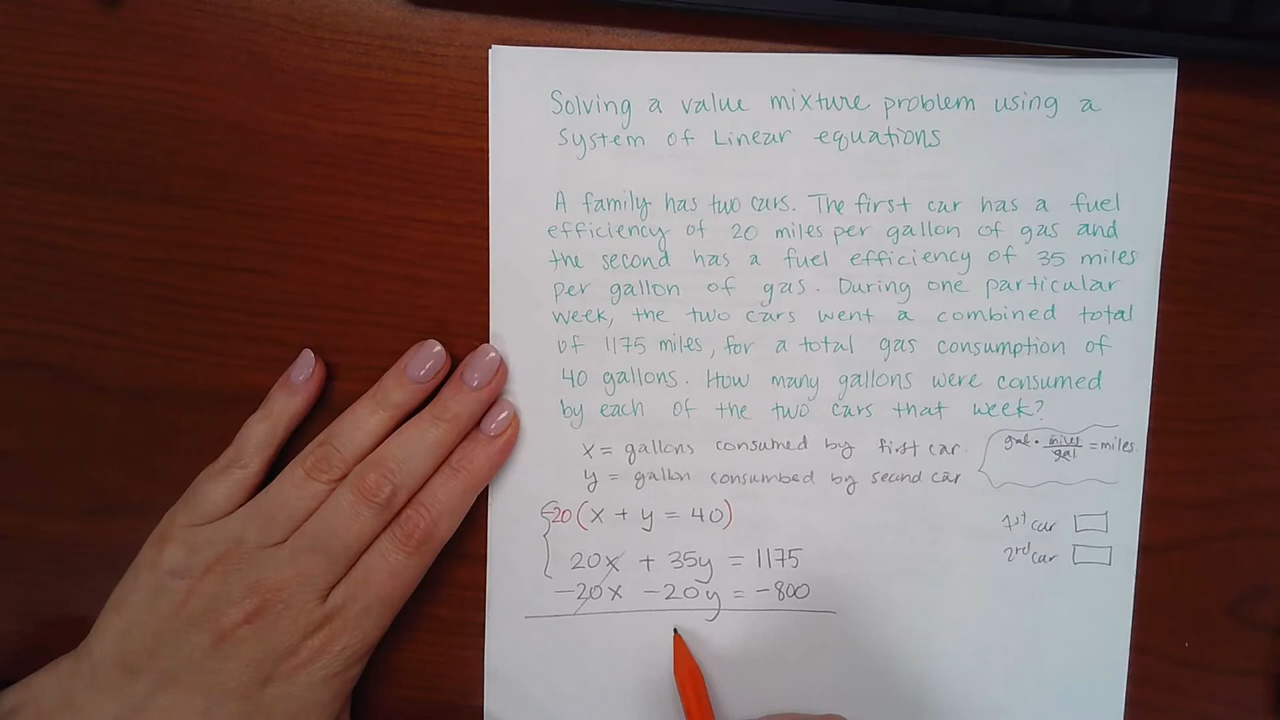 Solving a value mixture problem using a
system of Linear equations
A family has two cars. The first car has a fuel
efficiency of 20 miles per gallon of gas and
the second has a fuel efficiency of 35 miles
per gallon of gas. During one particular
week, the two cars went a combined total
of 1175 miles, for a total gas consumption of
40 gallons. How many gallons were consumed
by each of the two cars that week?
x = gallons consumed by first car
y = gallon consumbed by second car
gal · miles/gal = miles
-20(x + y = 40)
20x + 35y = 1175
-20x - 20y = -800
1st car
2nd car